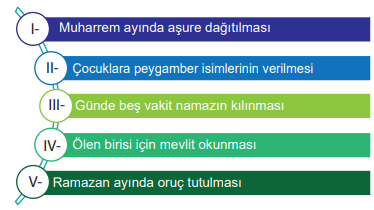 I- Muharrem ayında aşure dağıtılması
II- Çocuklara peygamber isimlerinin verilmesi
III- Günde beş vakit namazın kılınması
IV- Ölen birisi için mevlit okunması
V- Ramazan ayında oruç tutulması